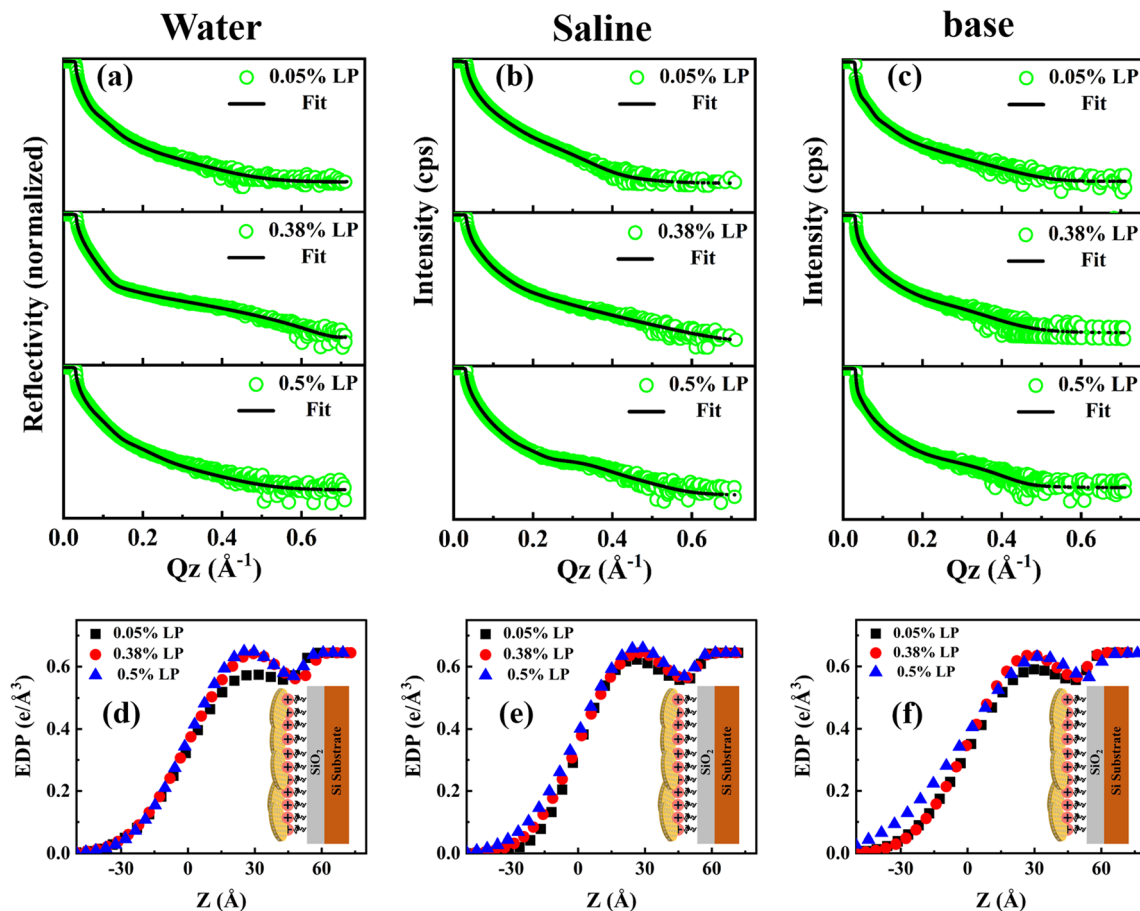 Water
Saline
base
Reflectivity (normalized)
(a)
0.05% LP
Fit
0.38% LP
Fit
0.5% LP
Fit
0.0 0.2 0.4 0.6
Qz (Å⁻¹)
Intensity (cps)
(b)
0.05% LP
Fit
0.38% LP
Fit
0.5% LP
Fit
0.0 0.2 0.4 0.6
Qz (Å⁻¹)
Intensity (cps)
(c)
0.05% LP
Fit
0.38% LP
Fit
0.5% LP
Fit
0.0 0.2 0.4 0.6
Qz (Å⁻¹)
EDP (e/Å³)
0.6
0.4
0.2
0.0
0.05% LP
0.38% LP
0.5% LP
(d)
SiO₂
Si Substrate
-30 0 30 60
Z (Å)
EDP (e/Å³)
0.6
0.4
0.2
0.0
0.05% LP
0.38% LP
0.5% LP
(e)
SiO₂
Si Substrate
-30 0 30 60
Z (Å)
EDP (e/Å³)
0.6
0.4
0.2
0.0
0.05% LP
0.38% LP
0.5% LP
(f)
SiO₂
Si Substrate
-30 0 30 60
Z (Å)